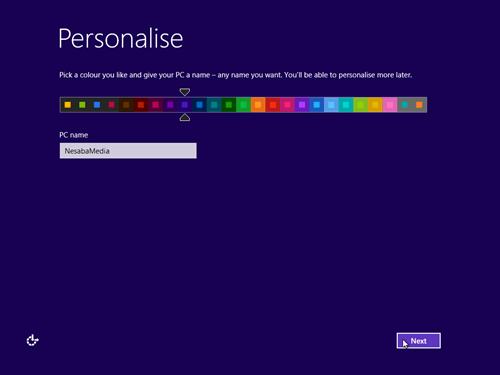 Personalise
Pick a colour you like and give your PC a name – any name you want. You'll be able to personalise more later.
PC name
NesabaMedia
Next